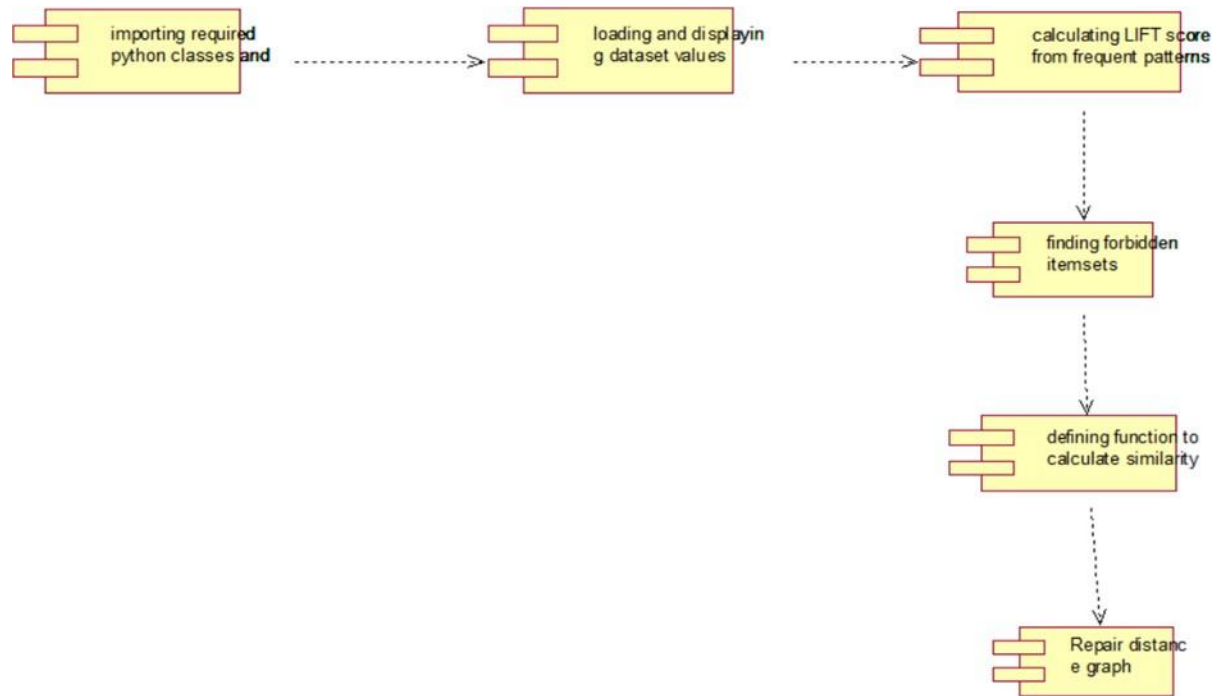 importing required
python classes and
loading and displayin
g dataset values
calculating LIFT score
from frequent patterns
finding forbidden
itemsets
defining function to
calculate similarity
Repair distanc
e graph